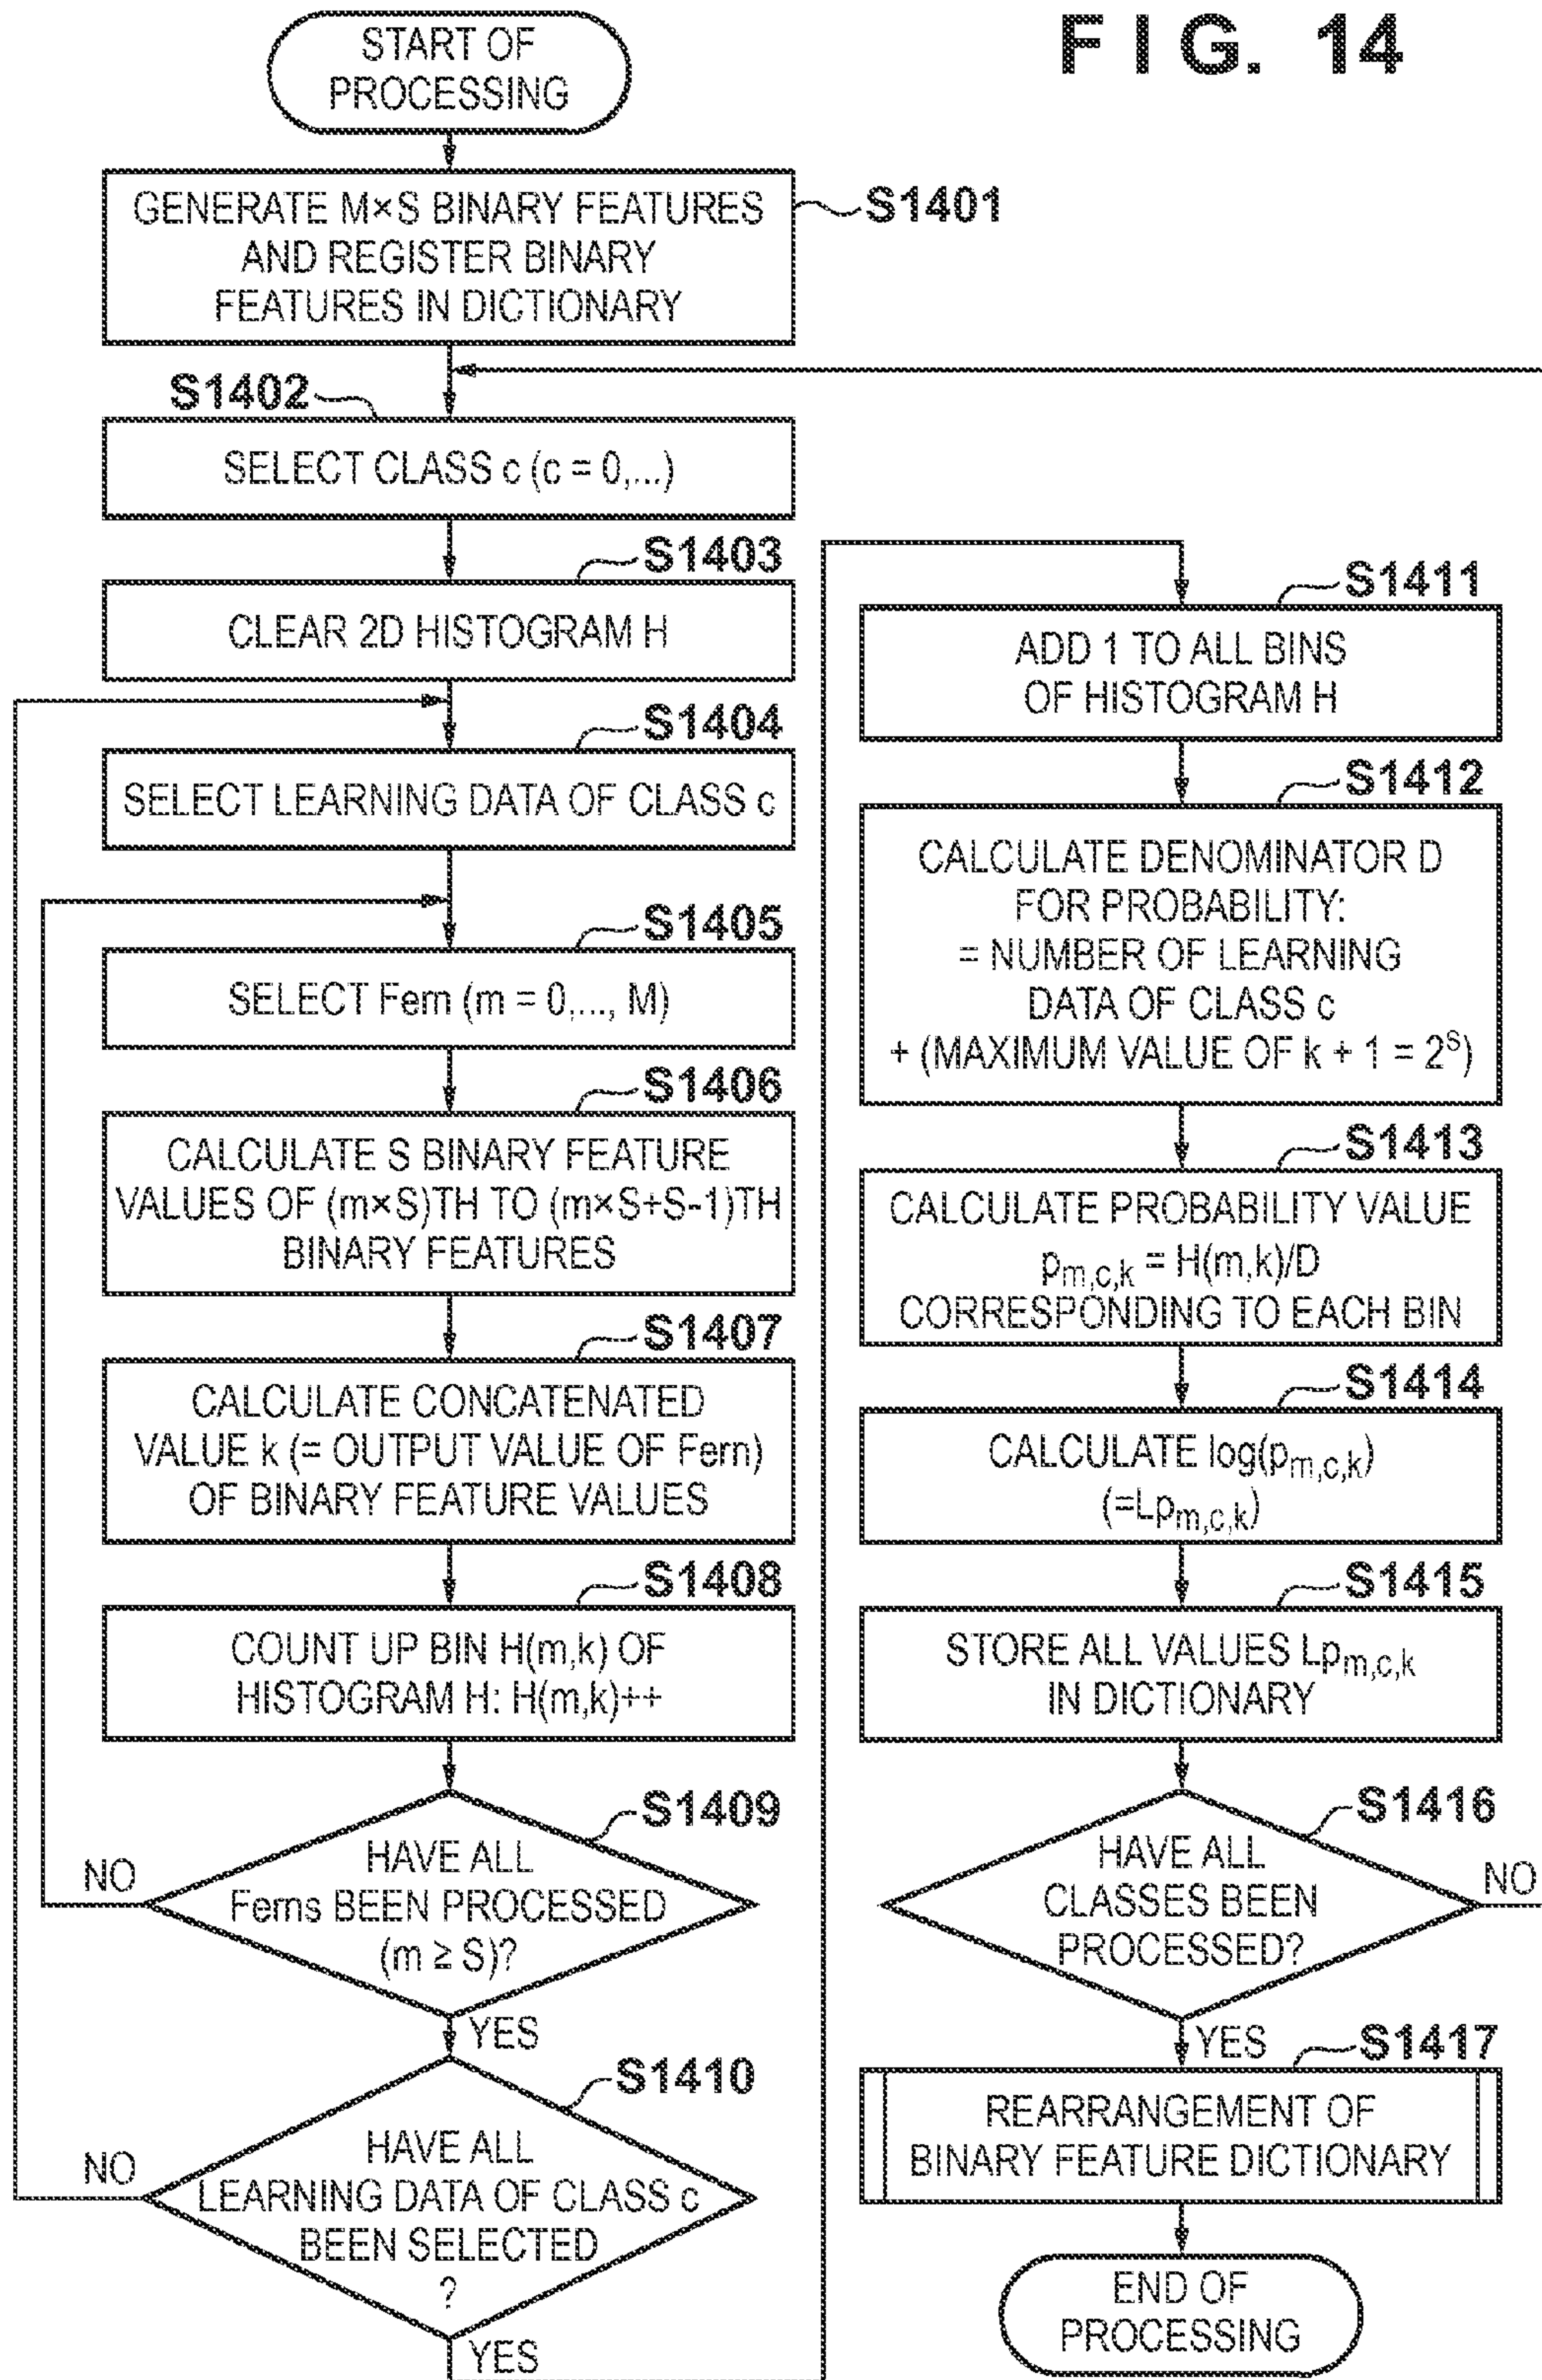 FIG. 14
START OF
PROCESSING
GENERATE M×S BINARY FEATURES
AND REGISTER BINARY
FEATURES IN DICTIONARY
S1401
S1402
SELECT CLASS c (c = 0,...)
S1403
CLEAR 2D HISTOGRAM H
S1404
SELECT LEARNING DATA OF CLASS c
S1405
SELECT Fern (m = 0,..., M)
S1406
CALCULATE S BINARY FEATURE
VALUES OF (m×S)TH TO (m×S+S-1)TH
BINARY FEATURES
S1407
CALCULATE CONCATENATED
VALUE k (= OUTPUT VALUE OF Fern)
OF BINARY FEATURE VALUES
S1408
COUNT UP BIN H(m,k) OF
HISTOGRAM H: H(m,k)++
S1409
HAVE ALL
Ferns BEEN PROCESSED
(m ≥ S)?
NO
YES
S1410
HAVE ALL
LEARNING DATA OF CLASS c
BEEN SELECTED
?
NO
YES
S1411
ADD 1 TO ALL BINS
OF HISTOGRAM H
S1412
CALCULATE DENOMINATOR D
FOR PROBABILITY:
= NUMBER OF LEARNING
DATA OF CLASS c
+ (MAXIMUM VALUE OF k + 1 = 2^S)
S1413
CALCULATE PROBABILITY VALUE
p_{m,c,k} = H(m,k)/D
CORRESPONDING TO EACH BIN
S1414
CALCULATE log(p_{m,c,k})
(=Lp_{m,c,k})
S1415
STORE ALL VALUES Lp_{m,c,k}
IN DICTIONARY
S1416
HAVE ALL
CLASSES BEEN
PROCESSED?
NO
YES
S1417
REARRANGEMENT OF
BINARY FEATURE DICTIONARY
END OF
PROCESSING